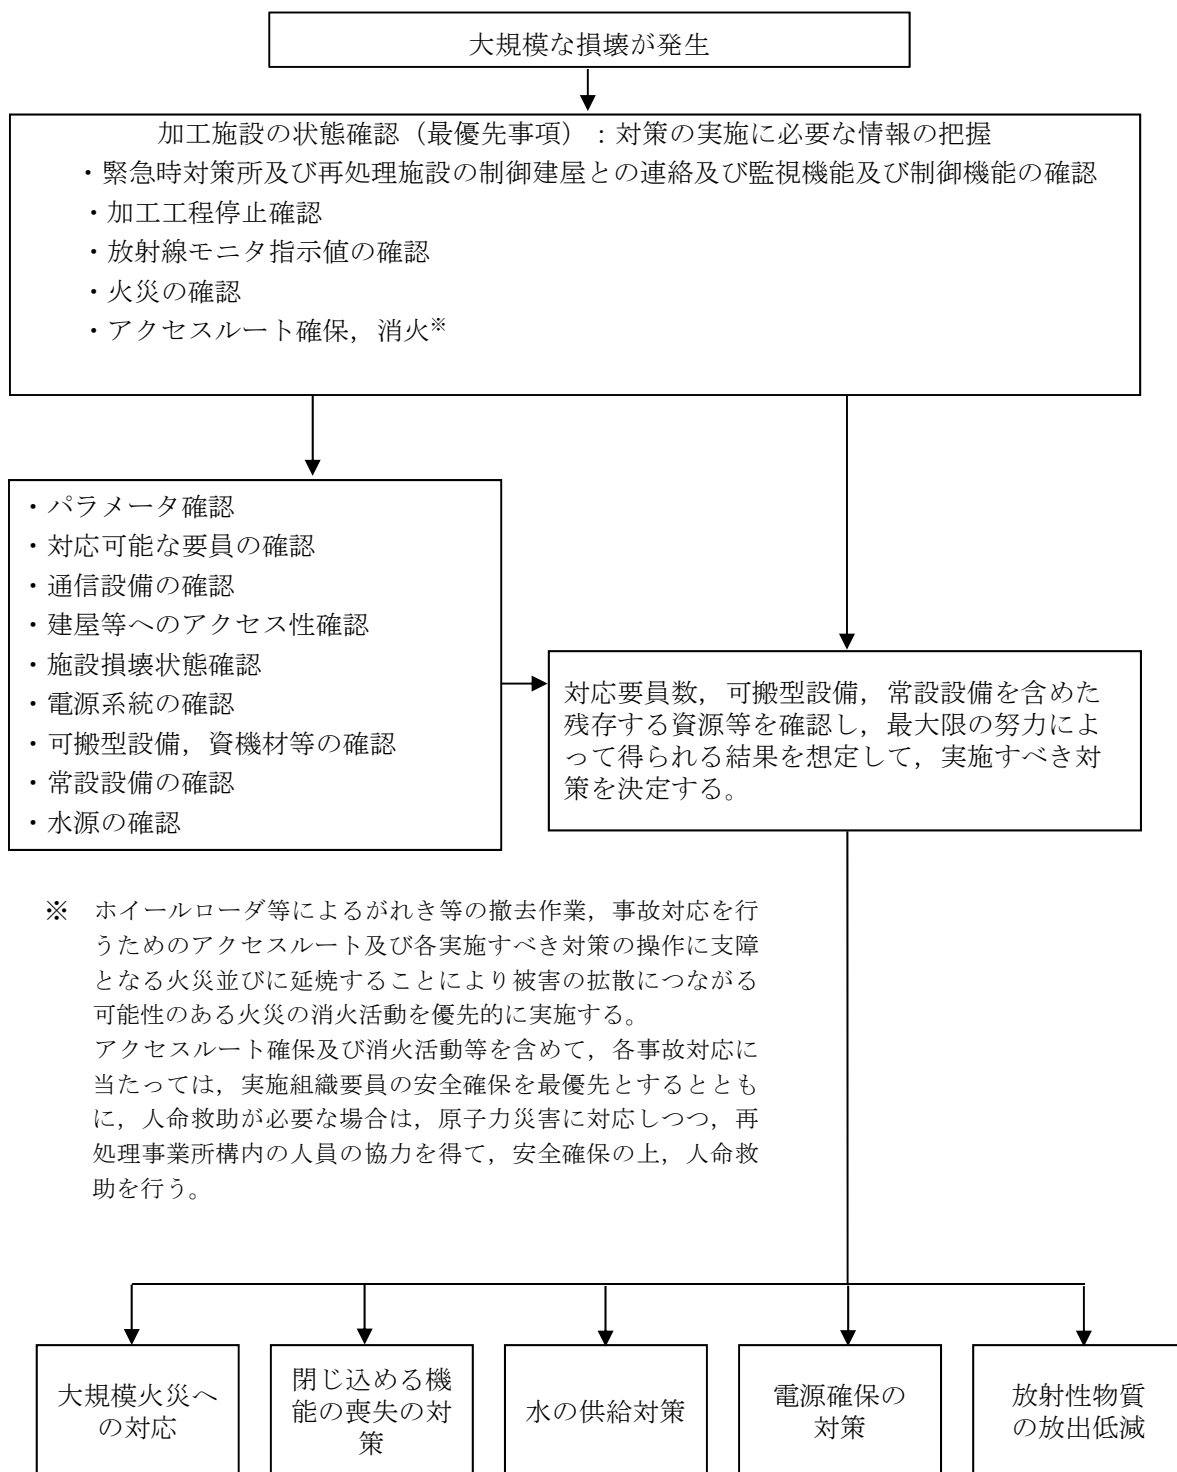 大規模な損壊が発生
加工施設の状態確認（最優先事項）：対策の実施に必要な情報の把握
・緊急時対策所及び再処理施設の制御建屋との連絡及び監視機能及び制御機能の確認
・加工工程停止確認
・放射線モニタ指示値の確認
・火災の確認
・アクセスルート確保，消火※
・パラメータ確認
・対応可能な要員の確認
・通信設備の確認
・建屋等へのアクセス性確認
・施設損壊状態確認
・電源系統の確認
・可搬型設備，資機材等の確認
・常設設備の確認
・水源の確認
対応要員数，可搬型設備，常設設備を含めた
残存する資源等を確認し，最大限の努力によ
って得られる結果を想定して，実施すべき対
策を決定する。
※　ホイールローダ等によるがれき等の撤去作業，事故対応を行
うためのアクセスルート及び各実施すべき対策の操作に支障
となる火災並びに延焼することにより被害の拡散につながる
可能性のある火災の消火活動を優先的に実施する。
アクセスルート確保及び消火活動等を含めて，各事故対応に
当たっては，実施組織要員の安全確保を最優先とするととも
に，人命救助が必要な場合は，原子力災害に対応しつつ，再
処理事業所構内の人員の協力を得て，安全確保の上，人命救
助を行う。
大規模火災へ
の対応
閉じ込める機
能の喪失の対
策
水の供給対策
電源確保の
対策
放射性物質
の放出低減